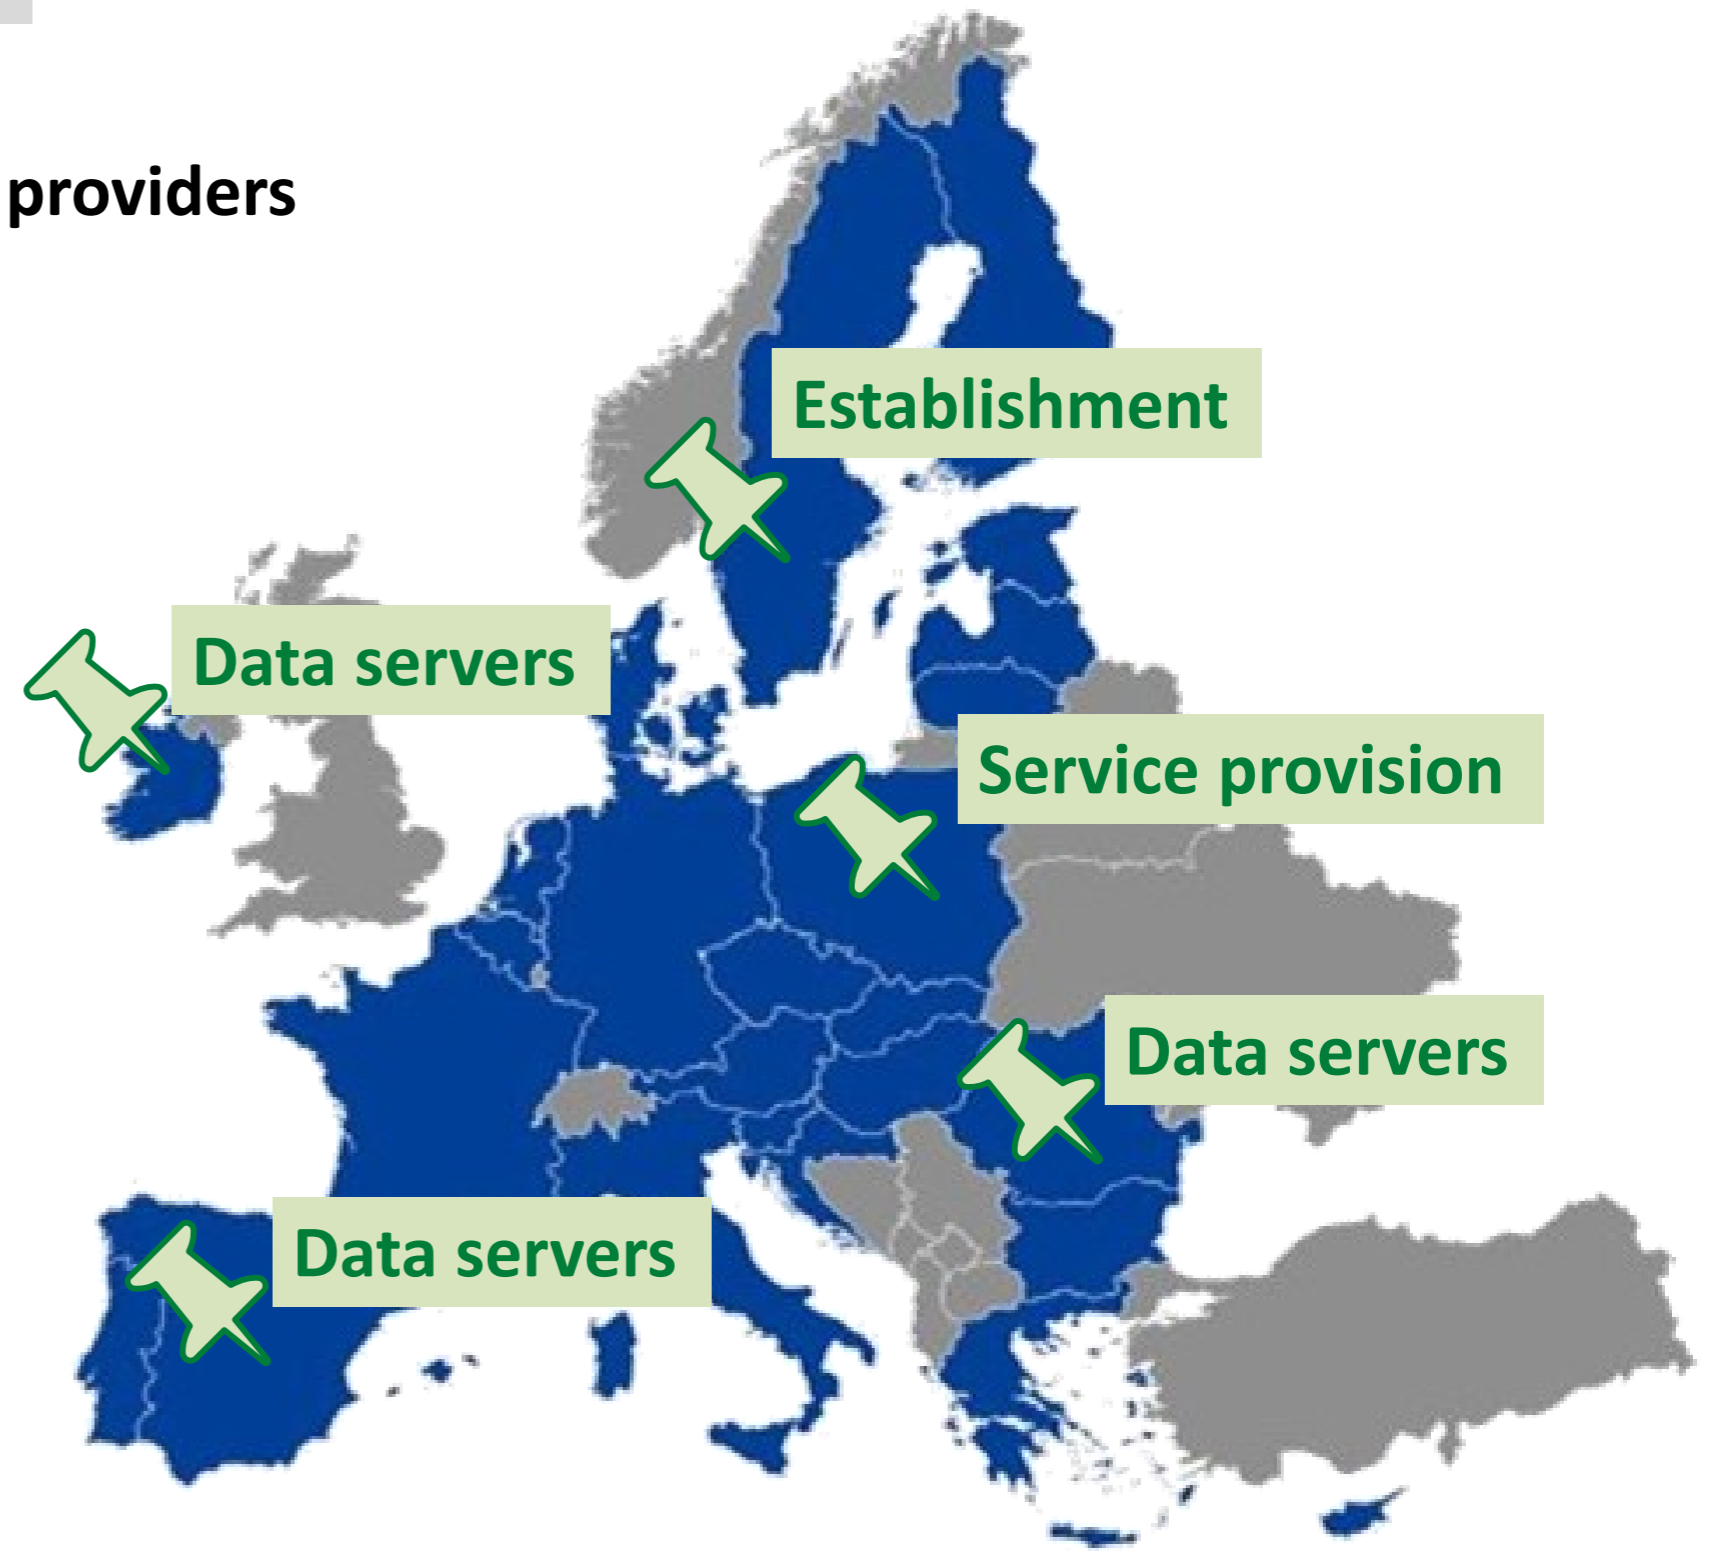 providers
Establishment
Data servers
Service provision
Data servers
Data servers